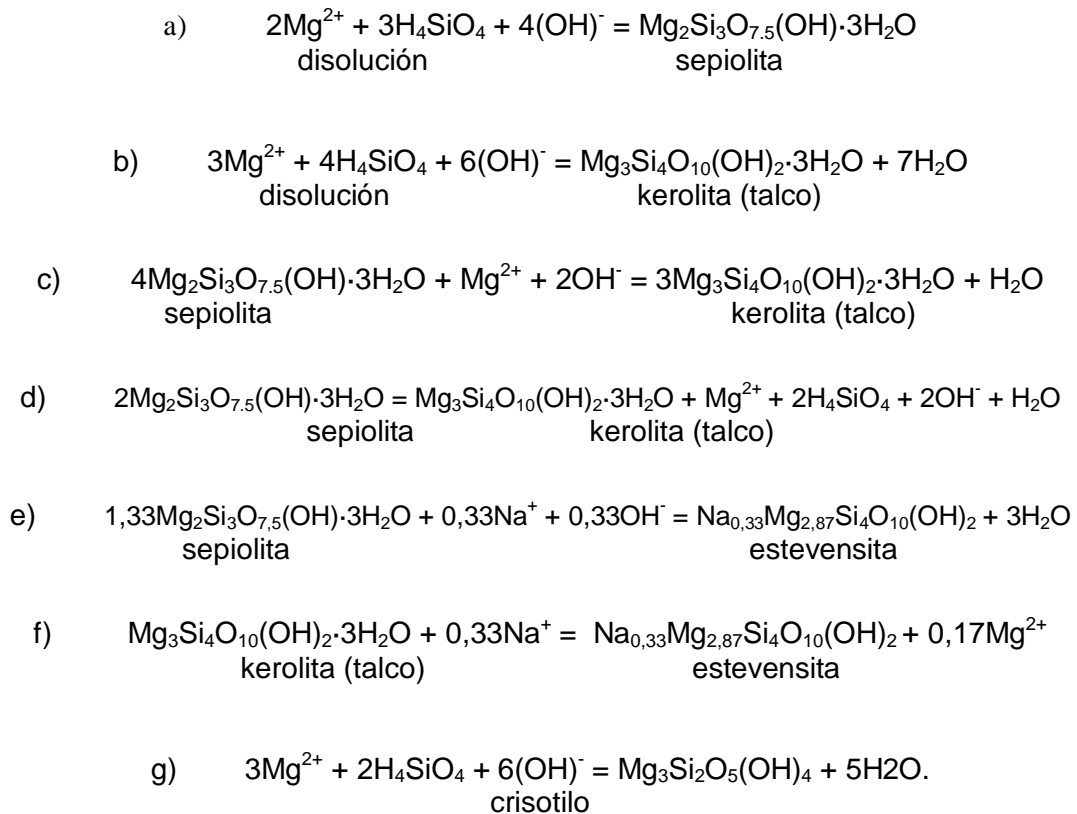 a) 2Mg²⁺ + 3H₄SiO₄ + 4(OH)⁻ = Mg₂Si₃O₇.₅(OH)·3H₂O
disolución sepiolita
b) 3Mg²⁺ + 4H₄SiO₄ + 6(OH)⁻ = Mg₃Si₄O₁₀(OH)₂·3H₂O + 7H₂O
disolución kerolita (talco)
c) 4Mg₂Si₃O₇.₅(OH)·3H₂O + Mg²⁺ + 2OH⁻ = 3Mg₃Si₄O₁₀(OH)₂·3H₂O + H₂O
sepiolita kerolita (talco)
d) 2Mg₂Si₃O₇.₅(OH)·3H₂O = Mg₃Si₄O₁₀(OH)₂·3H₂O + Mg²⁺ + 2H₄SiO₄ + 2OH⁻ + H₂O
sepiolita kerolita (talco)
e) 1,33Mg₂Si₃O₇,₅(OH)·3H₂O + 0,33Na⁺ + 0,33OH⁻ = Na₀,₃₃Mg₂,₈₇Si₄O₁₀(OH)₂ + 3H₂O
sepiolita estevensita
f) Mg₃Si₄O₁₀(OH)₂·3H₂O + 0,33Na⁺ = Na₀,₃₃Mg₂,₈₇Si₄O₁₀(OH)₂ + 0,17Mg²⁺
kerolita (talco) estevensita
g) 3Mg²⁺ + 2H₄SiO₄ + 6(OH)⁻ = Mg₃Si₂O₅(OH)₄ + 5H2O.
crisotilo